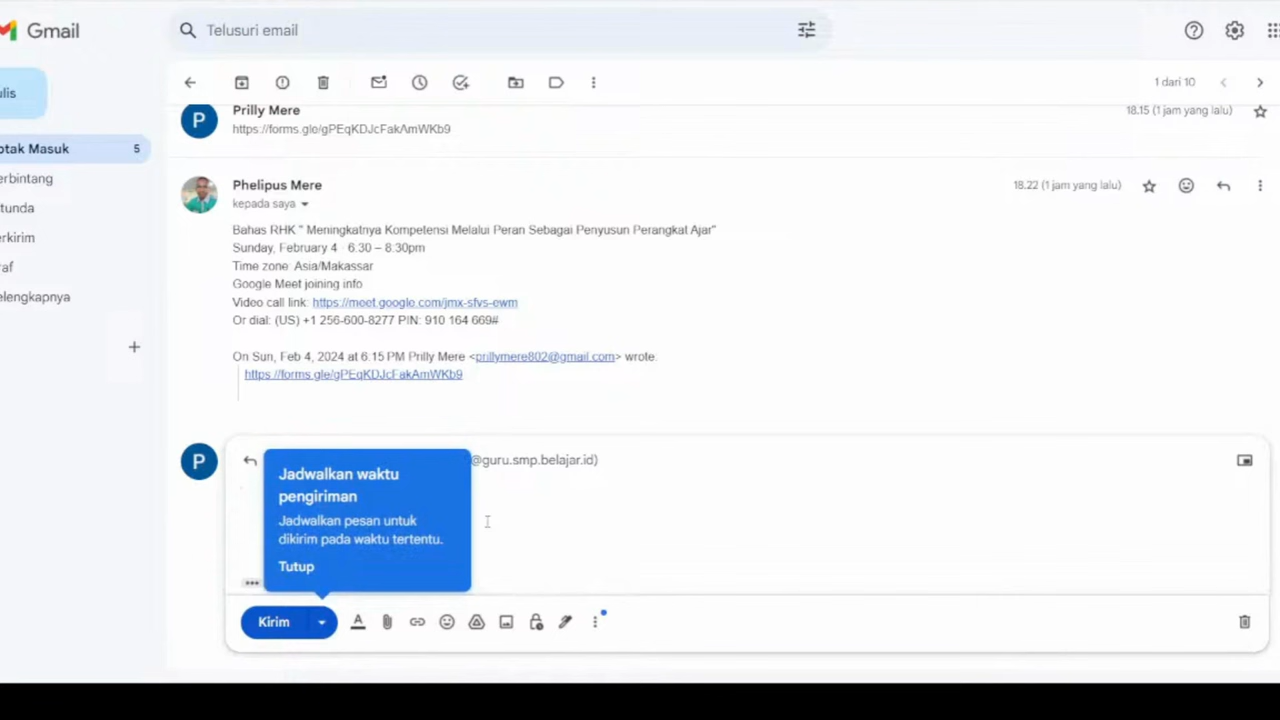 Gmail
Telusuri email
ulis
1 dari 10
otak Masuk 5
erbintang
tunda
erkirim
raf
elengkapnya
P
Prilly Mere
18.15 (1 jam yang lalu)
https://forms.glo/gPEqKDJcFakAmWKb9
Phelipus Mere
18.22 (1 jam yang lalu)
kepada saya
Bahas RHK " Meningkatnya Kompetensi Melalui Peran Sebagai Penyusun Perangkat Ajar"
Sunday, February 4 · 6:30 – 8:30pm
Time zone: Asia/Makassar
Google Meet joining info
Video call link: https://meet.google.com/jmx-sfvs-ewm
Or dial: (US) +1 256-600-8277 PIN: 910 164 669#
On Sun, Feb 4, 2024 at 6:15 PM Prilly Mere <prillymere802@gmail.com> wrote:
https://forms.gle/gPEqKDJcFakAmWKb9
P
@guru.smp.belajar.id)
Jadwalkan waktu
pengiriman
Jadwalkan pesan untuk
dikirim pada waktu tertentu.
Tutup
Kirim